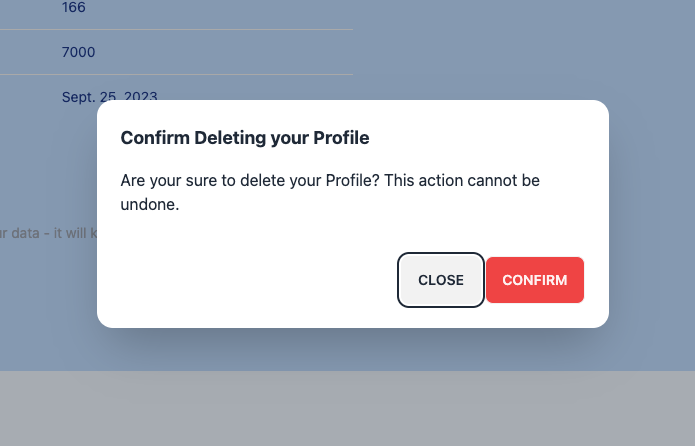 166
7000
Sept. 25, 2023
Confirm Deleting your Profile
Are your sure to delete your Profile? This action cannot be
undone.
ur data - it will k
CLOSE CONFIRM